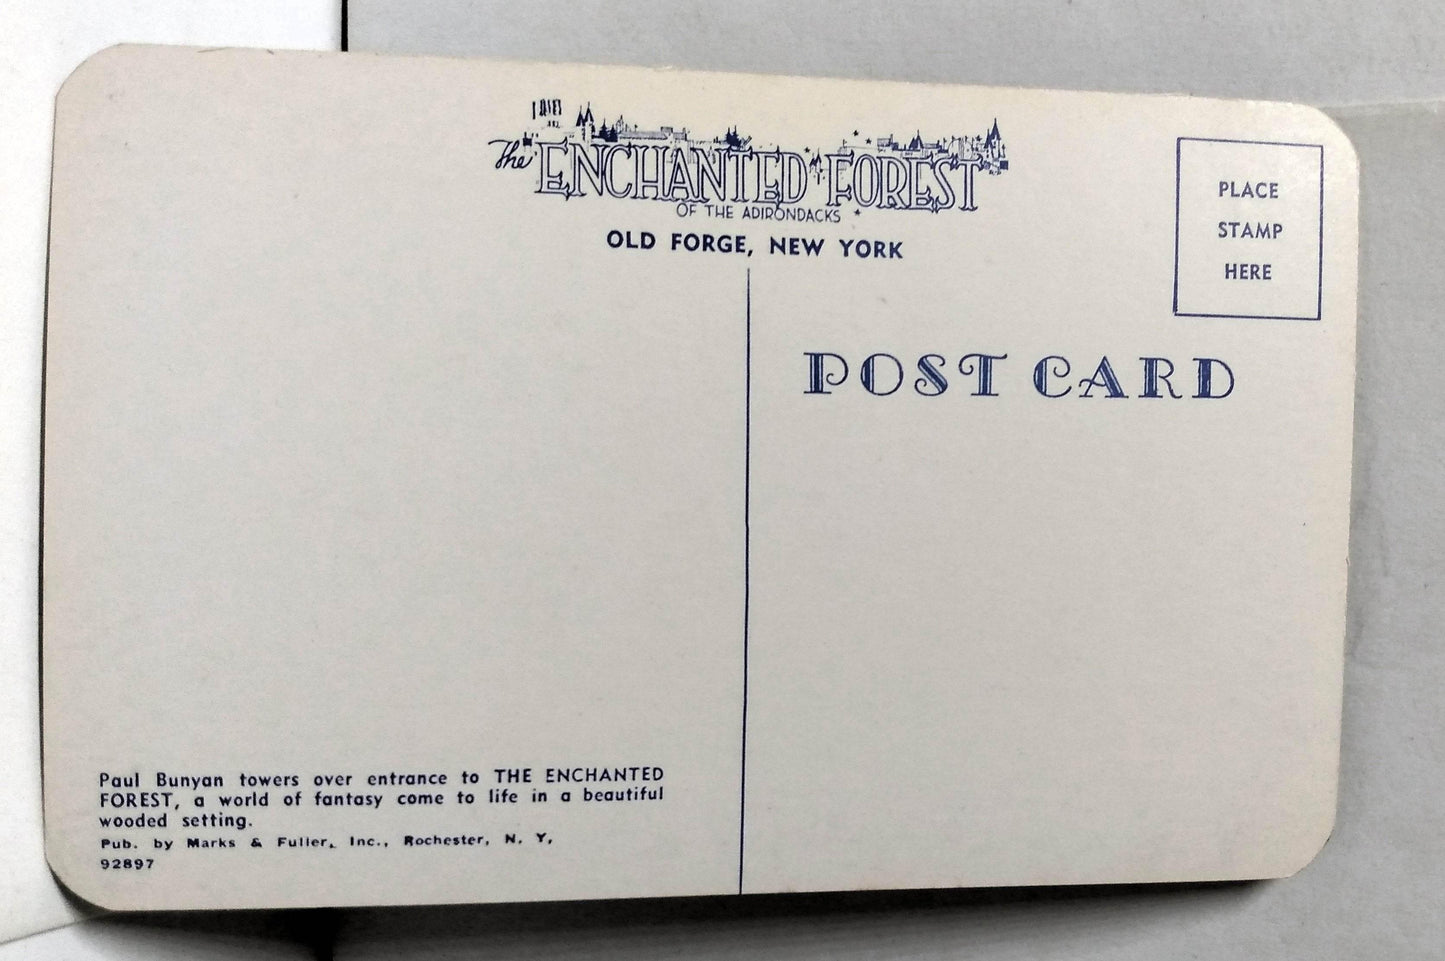 The ENCHANTED FOREST
OF THE ADIRONDACKS
OLD FORGE, NEW YORK
PLACE
STAMP
HERE
POST CARD
Paul Bunyan towers over entrance to THE ENCHANTED
FOREST, a world of fantasy come to life in a beautiful
wooded setting.
Pub. by Marks & Fuller, Inc., Rochester, N. Y,
92897